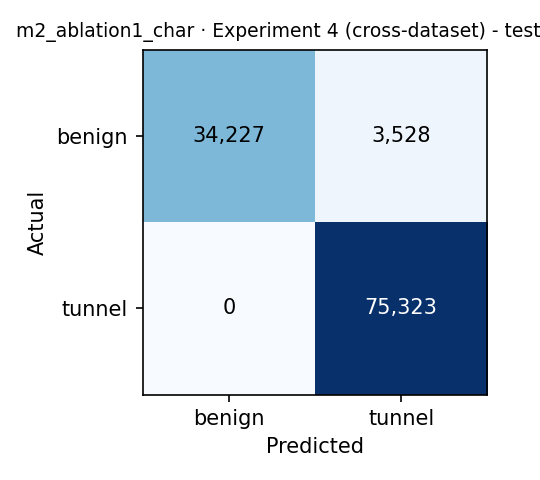 m2_ablation1_char · Experiment 4 (cross-dataset) - test
benign
34,227
3,528
Actual
tunnel
0
75,323
benign
tunnel
Predicted